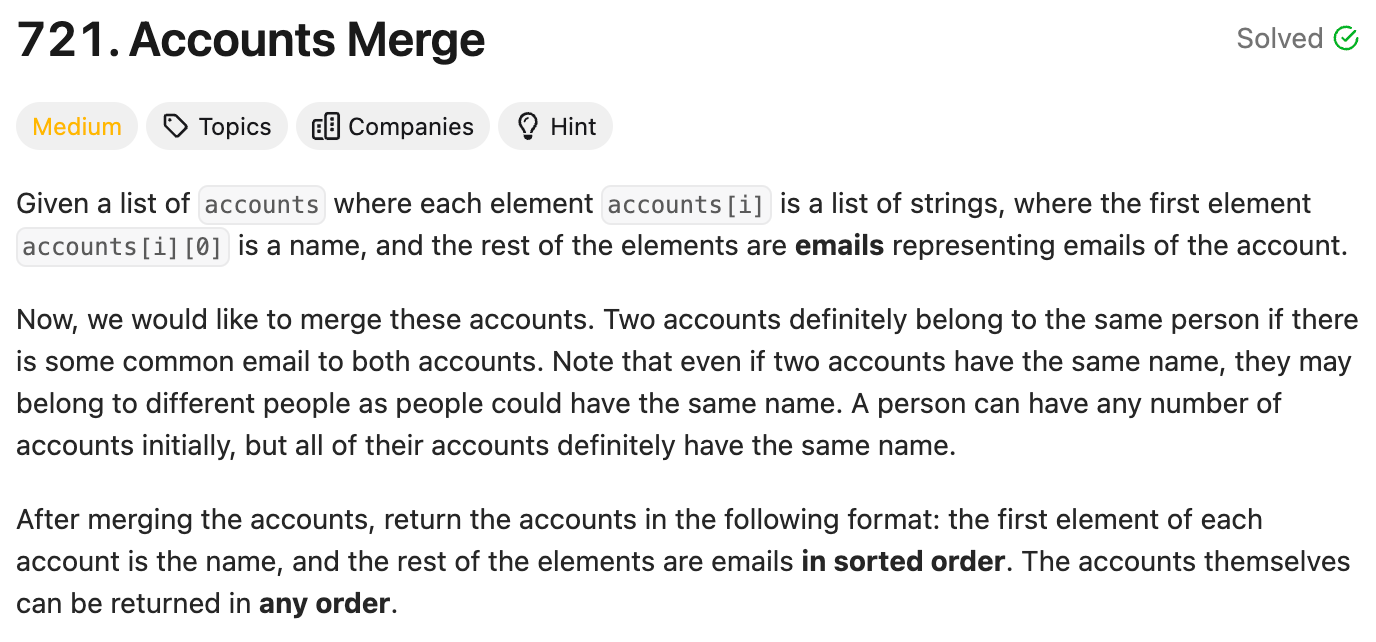 721. Accounts Merge
Solved
Medium
Topics
Companies
Hint
Given a list of accounts where each element accounts[i] is a list of strings, where the first element
accounts[i][0] is a name, and the rest of the elements are emails representing emails of the account.
Now, we would like to merge these accounts. Two accounts definitely belong to the same person if there
is some common email to both accounts. Note that even if two accounts have the same name, they may
belong to different people as people could have the same name. A person can have any number of
accounts initially, but all of their accounts definitely have the same name.
After merging the accounts, return the accounts in the following format: the first element of each
account is the name, and the rest of the elements are emails in sorted order. The accounts themselves
can be returned in any order.